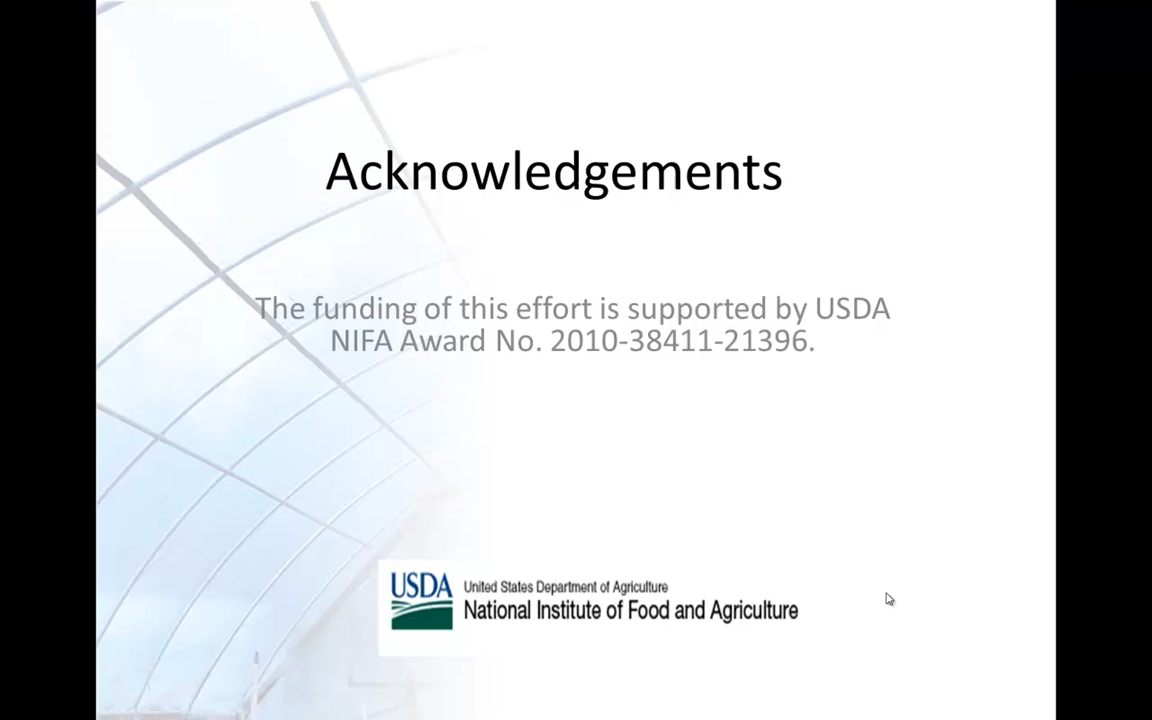 Acknowledgements
The funding of this effort is supported by USDA
NIFA Award No. 2010-38411-21396.
USDA
United States Department of Agriculture
National Institute of Food and Agriculture